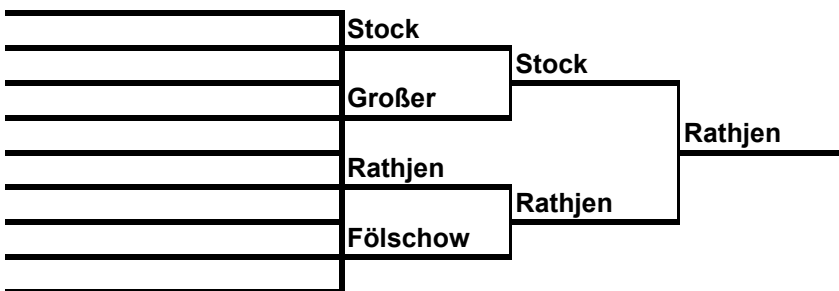 Stock
Stock
Großer
Rathjen
Rathjen
Rathjen
Fölschow